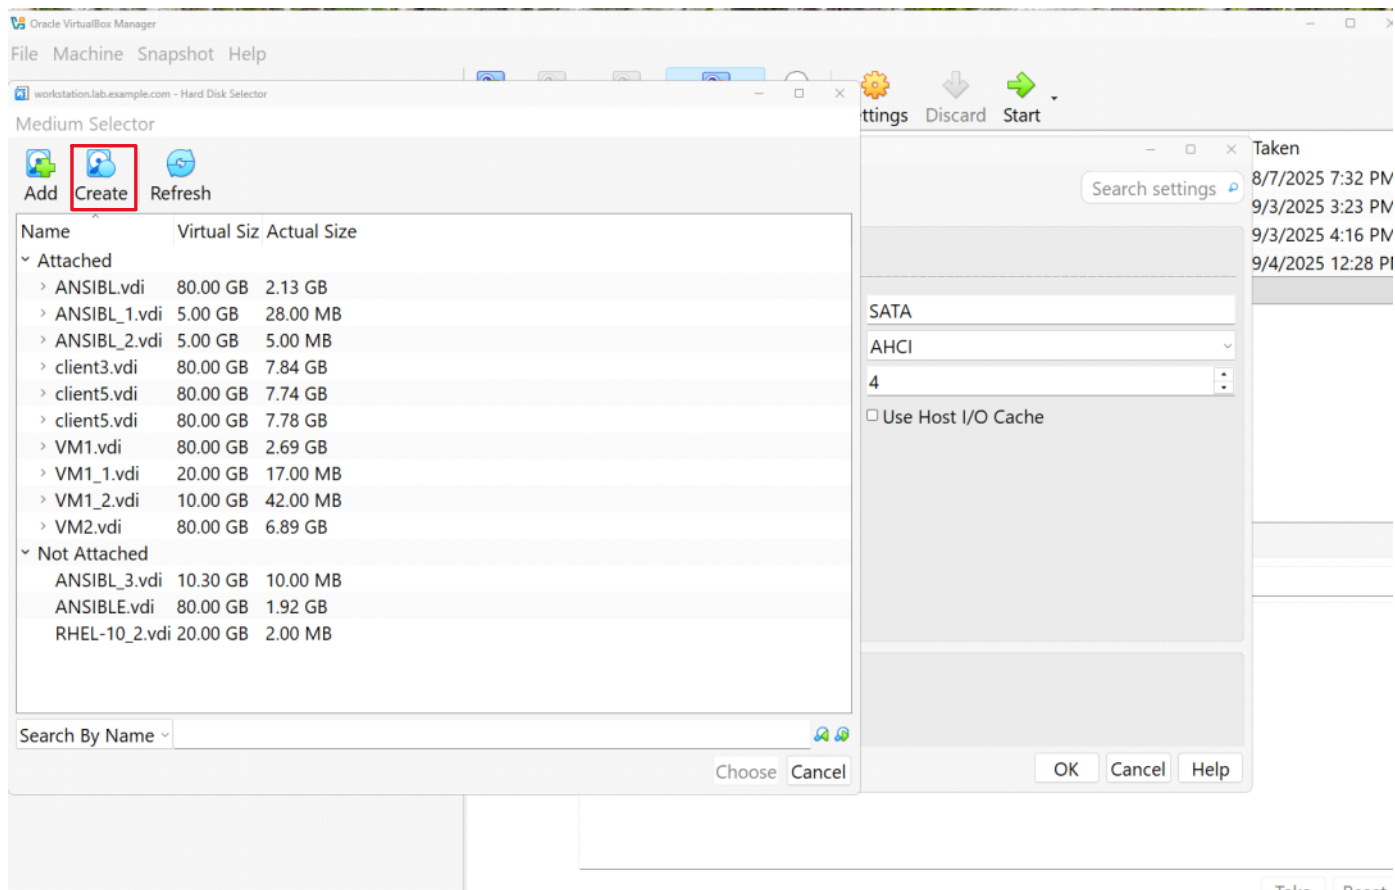 Oracle VirtualBox Manager
File Machine Snapshot Help
workstation.lab.example.com - Hard Disk Selector
ttings Discard Start
Medium Selector
Add Create Refresh
Taken
Search settings
8/7/2025 7:32 PM
9/3/2025 3:23 PM
9/3/2025 4:16 PM
9/4/2025 12:28 P
Name Virtual Siz Actual Size
Attached
ANSIBL.vdi 80.00 GB 2.13 GB
ANSIBL_1.vdi 5.00 GB 28.00 MB
ANSIBL_2.vdi 5.00 GB 5.00 MB
client3.vdi 80.00 GB 7.84 GB
client5.vdi 80.00 GB 7.74 GB
client5.vdi 80.00 GB 7.78 GB
VM1.vdi 80.00 GB 2.69 GB
VM1_1.vdi 20.00 GB 17.00 MB
VM1_2.vdi 10.00 GB 42.00 MB
VM2.vdi 80.00 GB 6.89 GB
Not Attached
ANSIBL_3.vdi 10.30 GB 10.00 MB
ANSIBLE.vdi 80.00 GB 1.92 GB
RHEL-10_2.vdi 20.00 GB 2.00 MB
SATA
AHCI
4
Use Host I/O Cache
Search By Name
Choose Cancel
OK Cancel Help